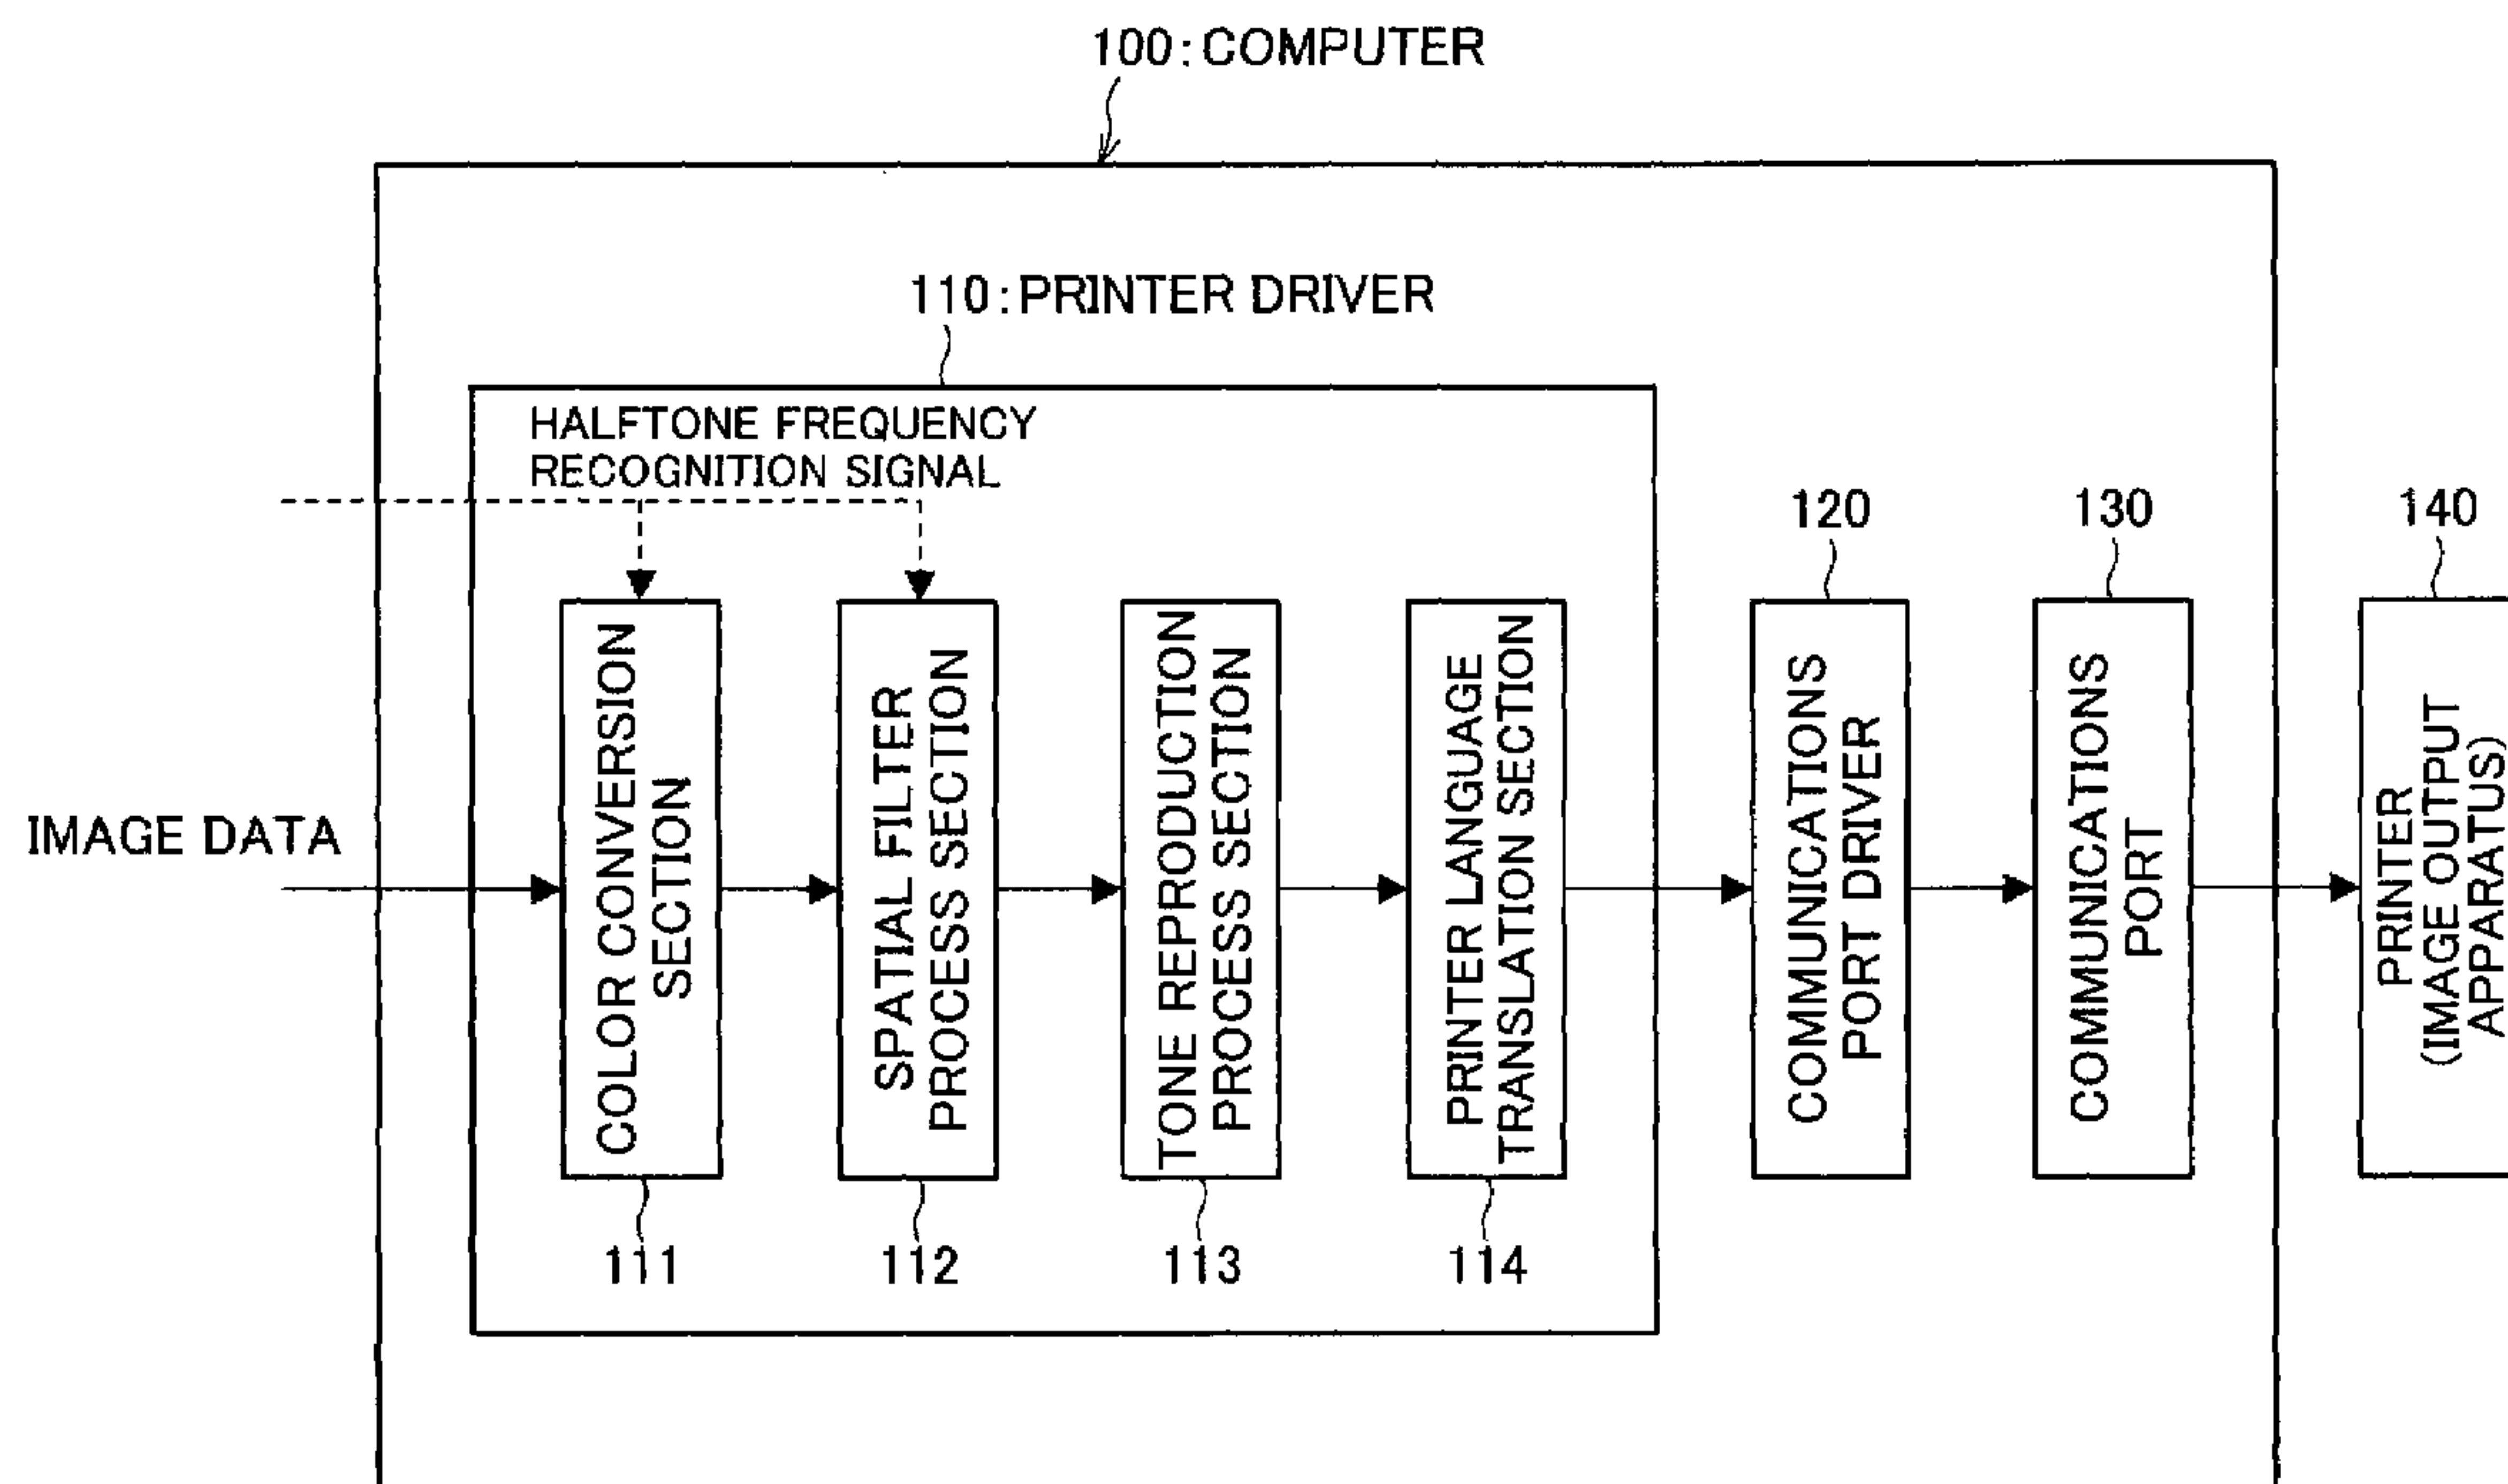 100:COMPUTER
110:PRINTER DRIVER
HALFTONE FREQUENCY
RECOGNITION SIGNAL
120
130
140
IMAGE DATA
COLOR CONVERSION
SECTION
SPATIAL FILTER
PROCESS SECTION
TONE REPRODUCTION
PROCESS SECTION
PRINTER LANGUAGE
TRANSLATION SECTION
COMMUNICATIONS
PORT DRIVER
COMMUNICATIONS
PORT
PRINTER
(IMAGE OUTPUT
APPARATUS)
111
112
113
114